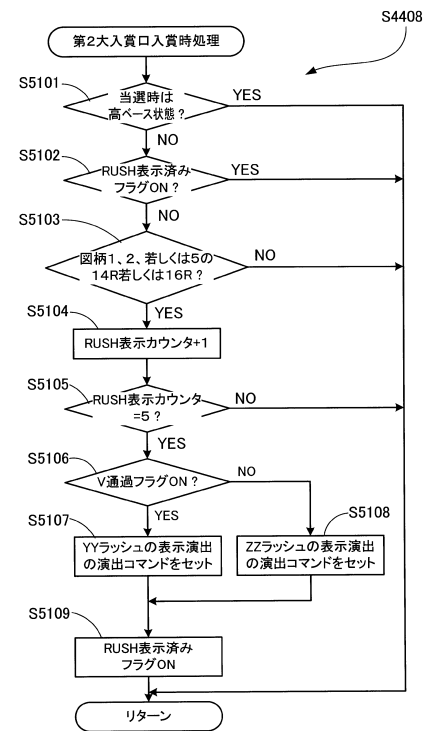 S4408
第2大入賞口入賞時処理
S5101
当選時は
高ベース状態？
YES
NO
S5102
RUSH表示済み
フラグON？
YES
NO
S5103
図柄1、2、若しくは5の
14R若しくは16R？
NO
YES
S5104
RUSH表示カウンタ+1
S5105
RUSH表示カウンタ
=5？
NO
YES
S5106
V通過フラグON？
NO
YES
S5107
YYラッシュの表示演出
の演出コマンドをセット
S5108
ZZラッシュの表示演出
の演出コマンドをセット
S5109
RUSH表示済み
フラグON
リターン